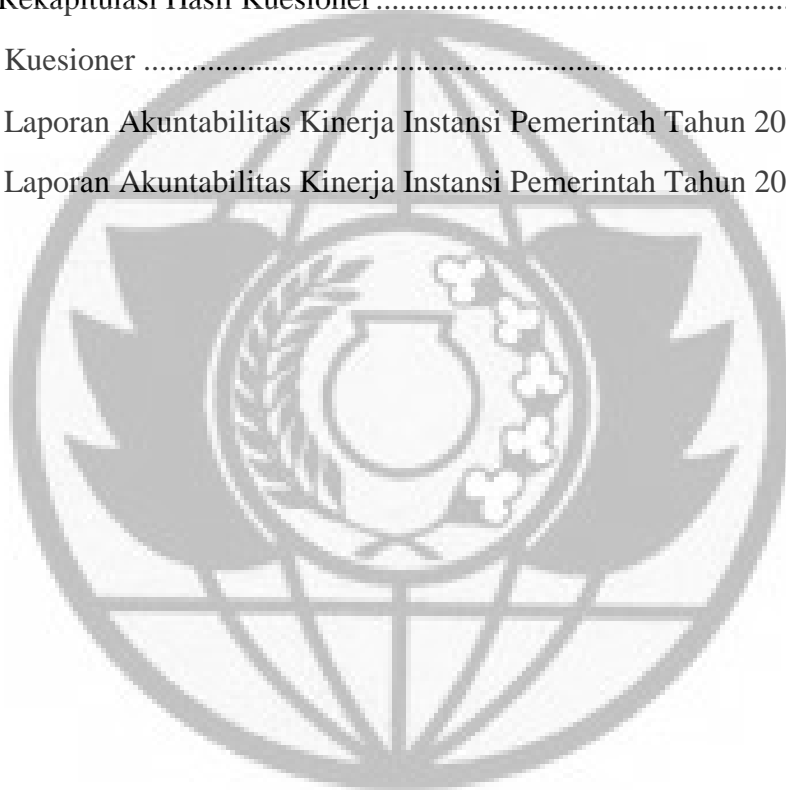 Rekapitulasi Hasil Kuesioner ........................................................
Kuesioner ....................................................................................
Laporan Akuntabilitas Kinerja Instansi Pemerintah Tahun 20
Laporan Akuntabilitas Kinerja Instansi Pemerintah Tahun 20